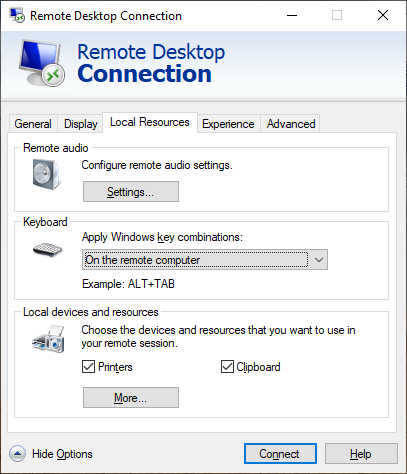 Remote Desktop Connection
Remote Desktop
Connection
General Display Local Resources Experience Advanced
Remote audio
Configure remote audio settings.
Settings...
Keyboard
Apply Windows key combinations:
On the remote computer
Example: ALT+TAB
Local devices and resources
Choose the devices and resources that you want to use in
your remote session.
Printers Clipboard
More...
Hide Options Connect Help